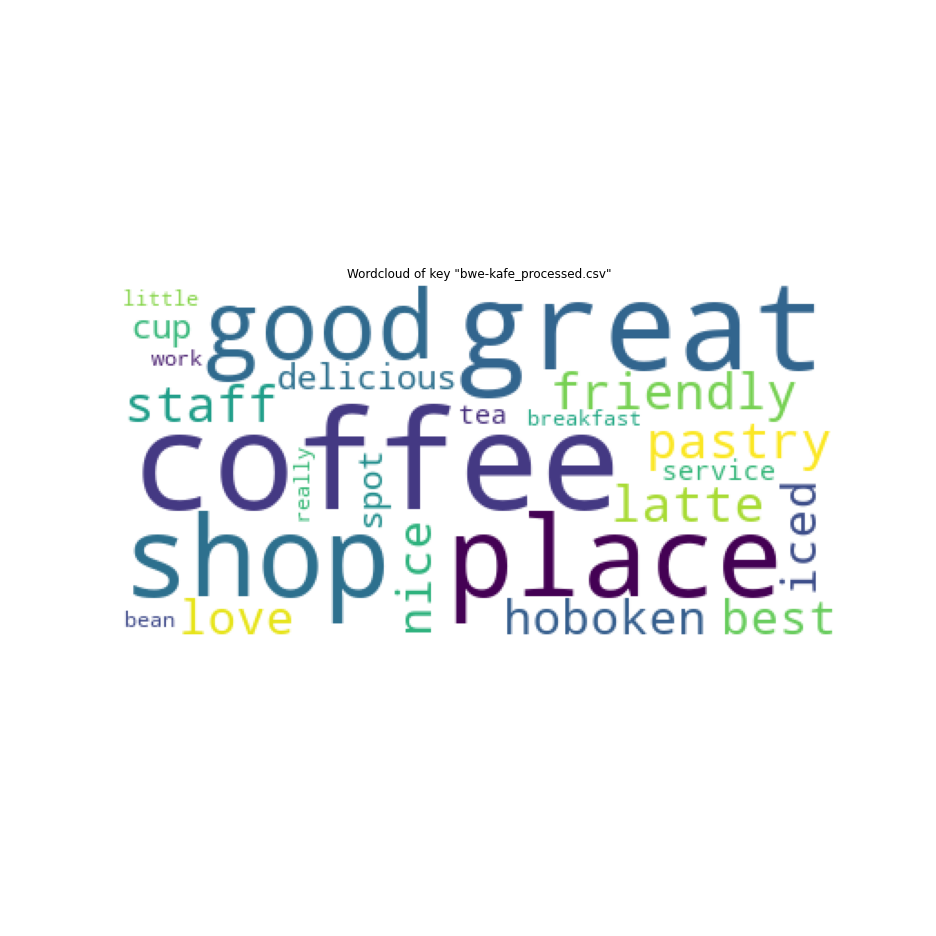 Wordcloud of key "bwe-kafe_processed.csv"
little
good
great
cup
work
delicious
friendly
staff
tea
breakfast
coffee
pastry
really
spot
service
latte
iced
shop
place
nice
bean
love
hoboken
best